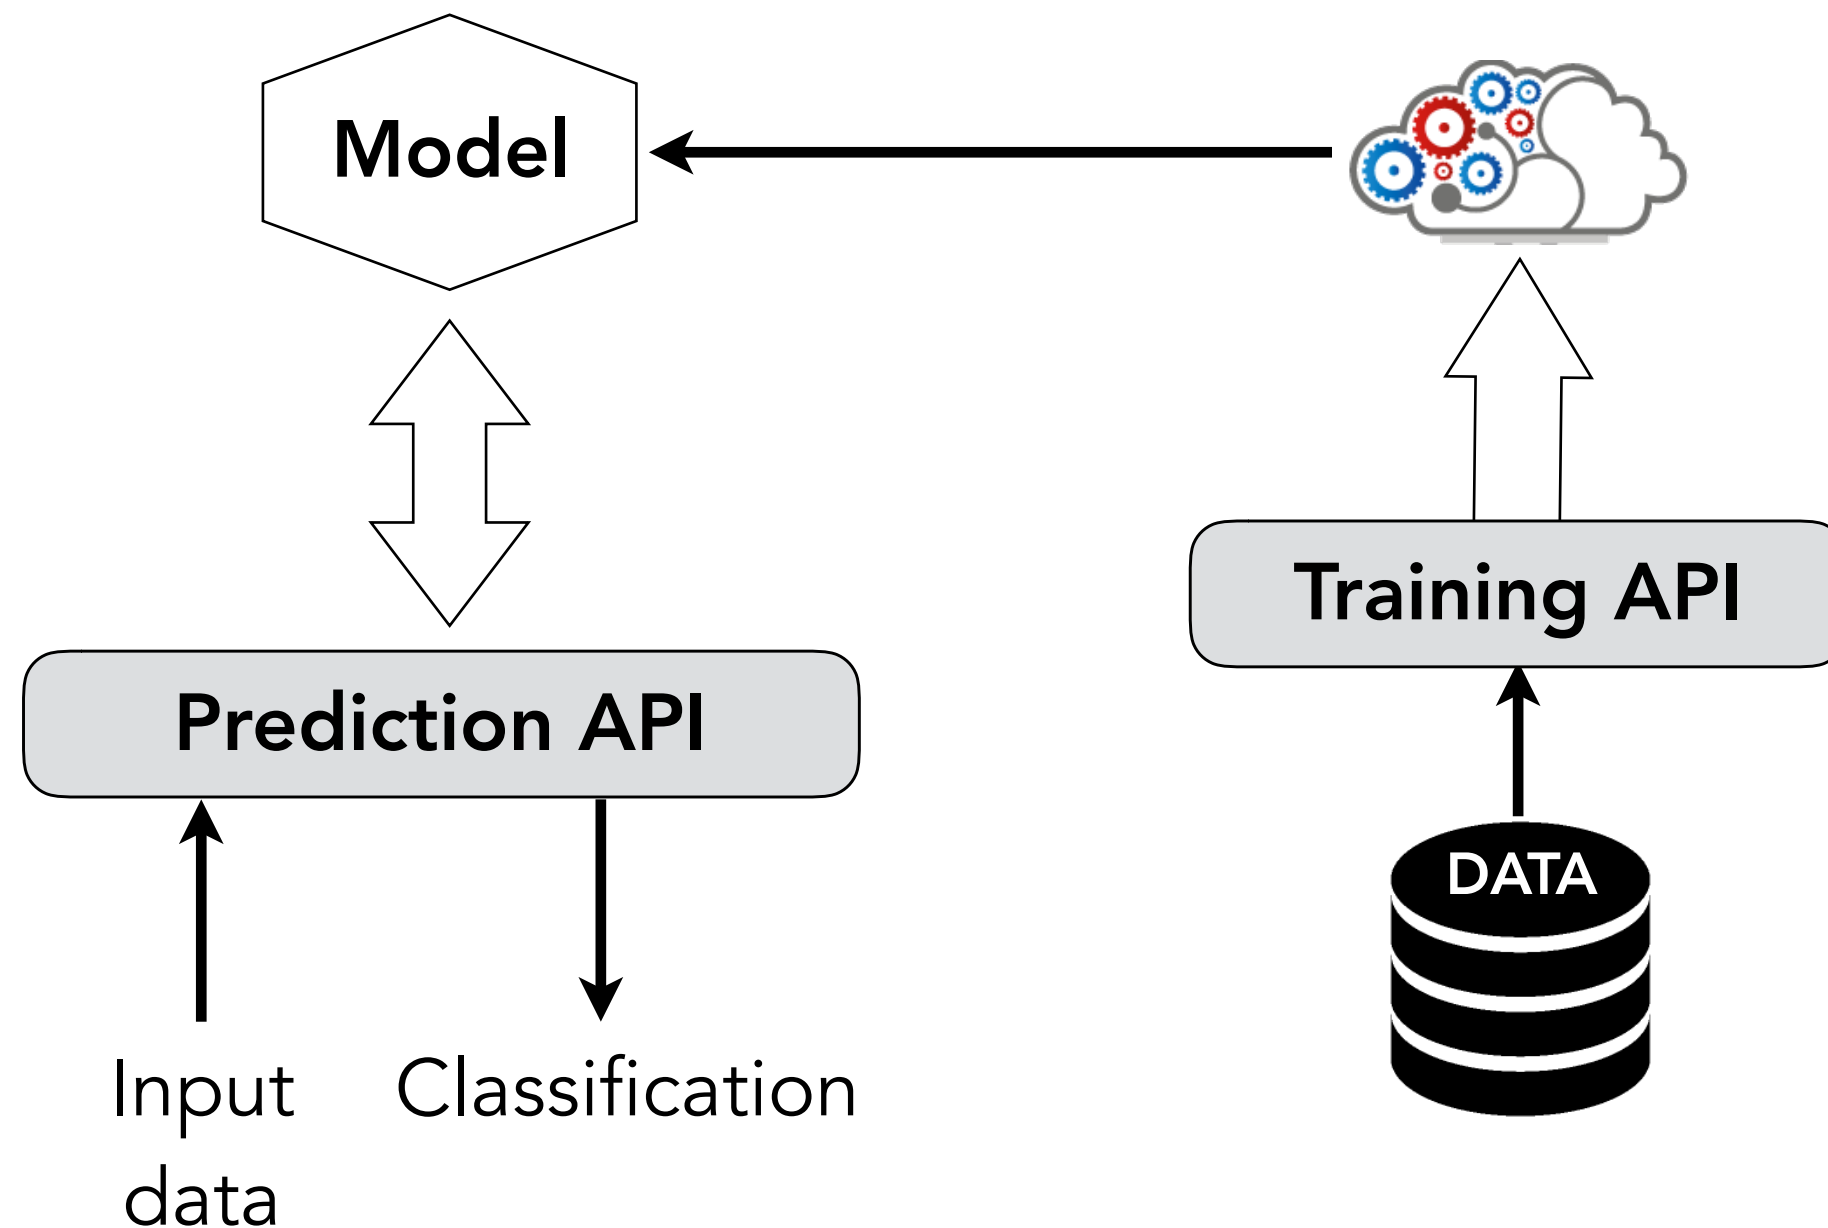 Model
Training API
Prediction API
DATA
Input
data
Classification